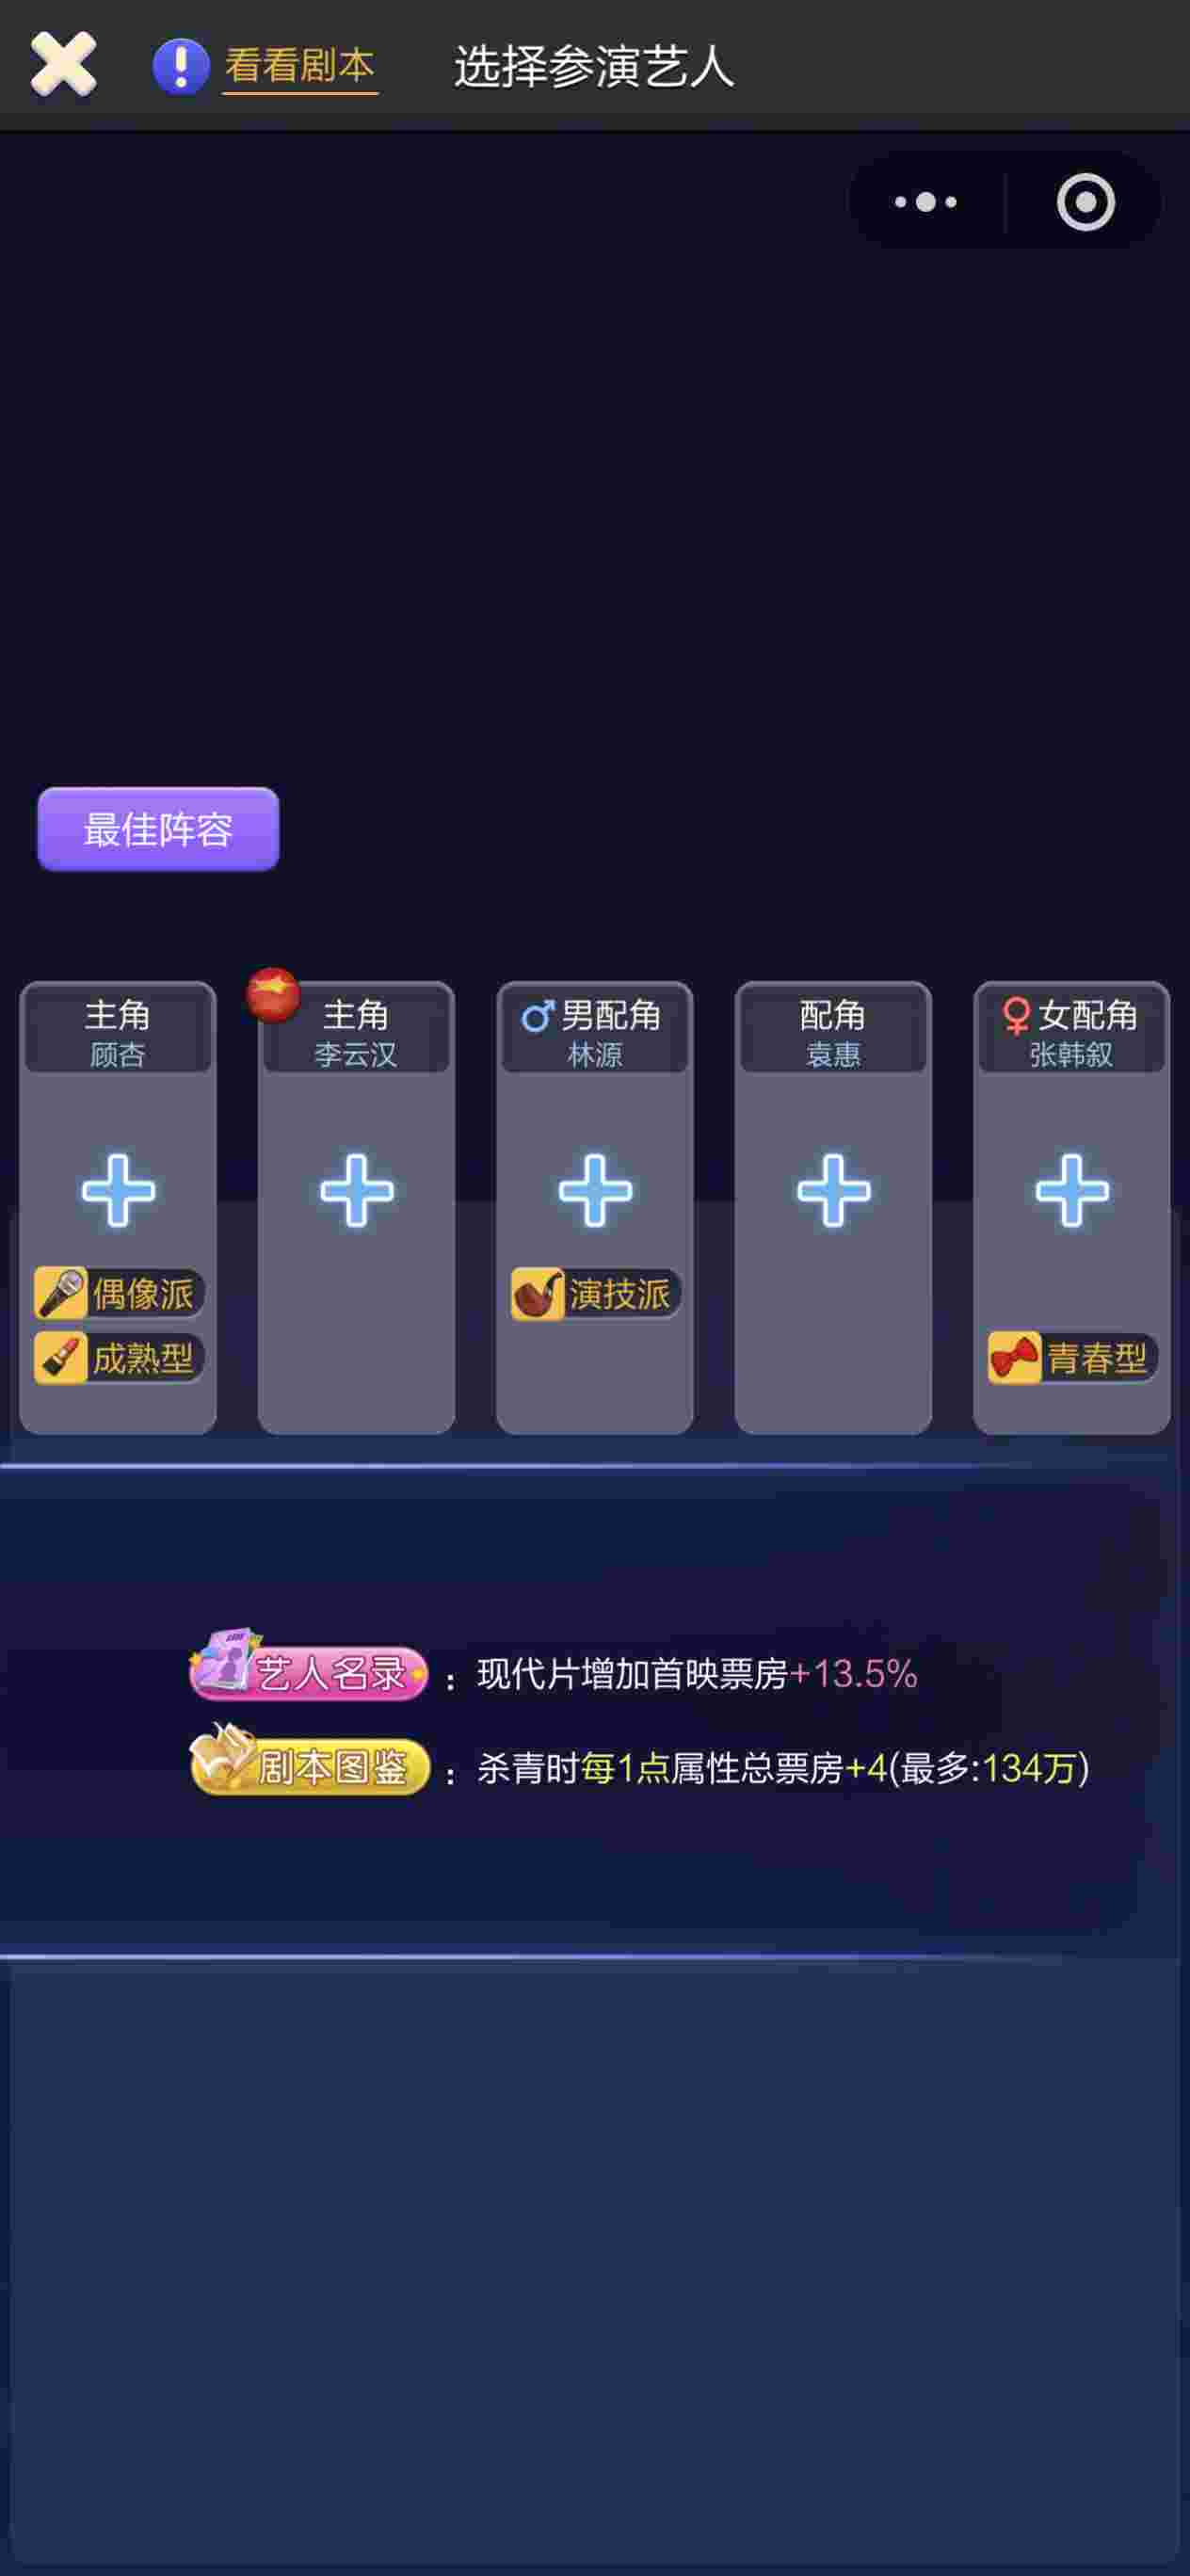 看看剧本
选择参演艺人
最佳阵容
主角
顾杏
偶像派
成熟型
主角
李云汉
男配角
林源
演技派
配角
袁惠
女配角
张韩叙
青春型
艺人名录：现代片增加首映票房+13.5%
剧本图鉴：杀青时每1点属性总票房+4(最多:134万)